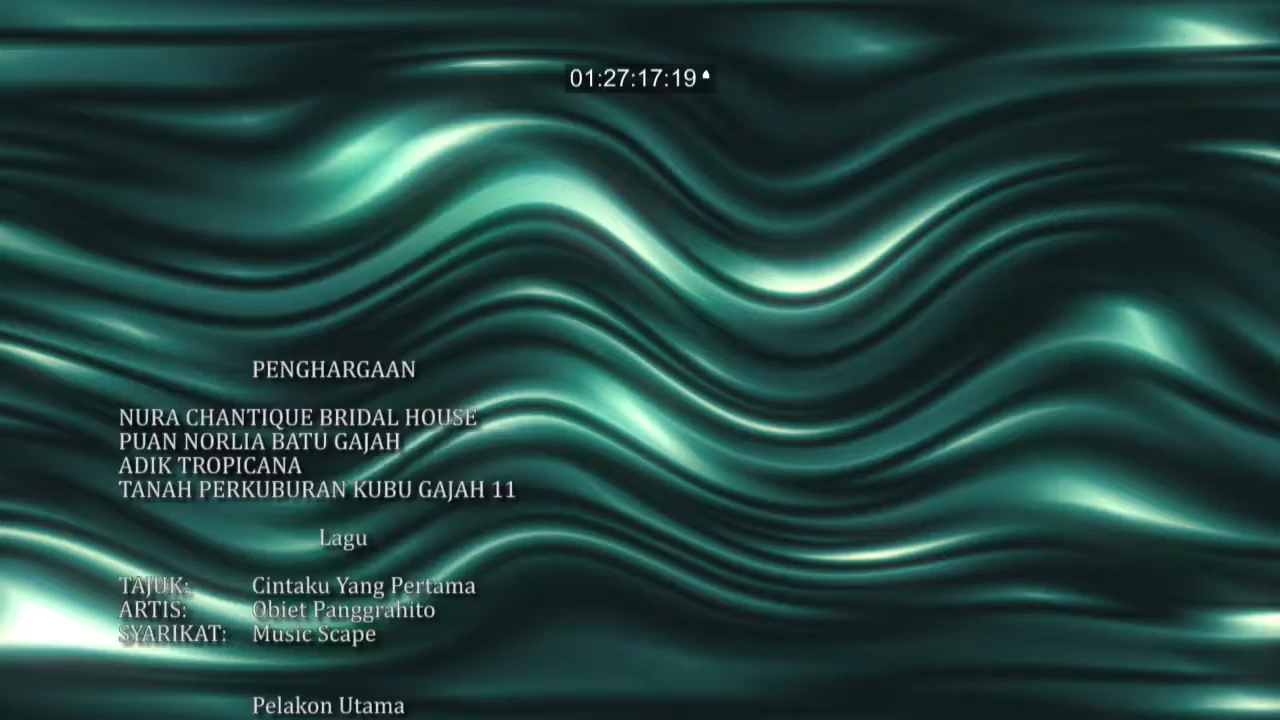 01:27:17:19
PENGHARGAAN
NURA CHANTIQUE BRIDAL HOUSE
PUAN NORLIA BATU GAJAH
ADIK TROPICANA
TANAH PERKUBURAN KUBU GAJAH 11
Lagu
TAJUK: Cintaku Yang Pertama
ARTIS: Obiet Panggrahito
SYARIKAT: Music Scape
Pelakon Utama